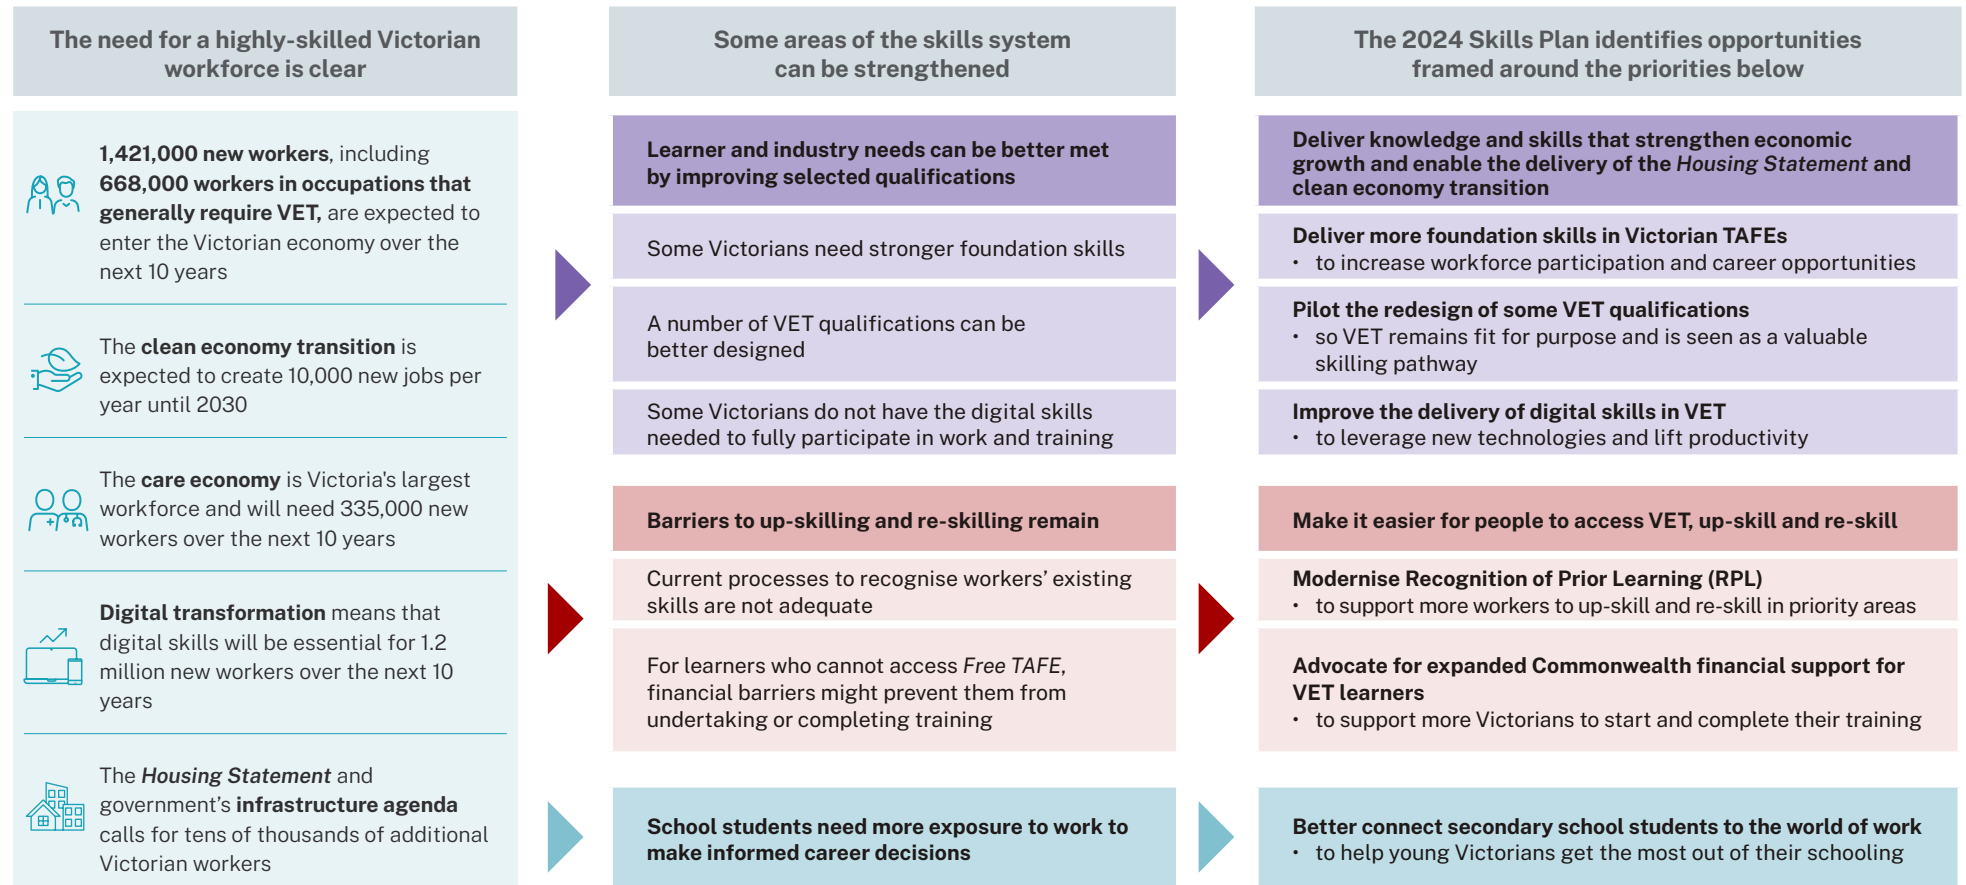 The need for a highly-skilled Victorian
workforce is clear
1,421,000 new workers, including
668,000 workers in occupations that
generally require VET, are expected to
enter the Victorian economy over the
next 10 years
The clean economy transition is
expected to create 10,000 new jobs per
year until 2030
The care economy is Victoria's largest
workforce and will need 335,000 new
workers over the next 10 years
Digital transformation means that
digital skills will be essential for 1.2
million new workers over the next 10
years
The Housing Statement and
government’s infrastructure agenda
calls for tens of thousands of additional
Victorian workers
Some areas of the skills system
can be strengthened
Learner and industry needs can be better met
by improving selected qualifications
Some Victorians need stronger foundation skills
A number of VET qualifications can be
better designed
Some Victorians do not have the digital skills
needed to fully participate in work and training
Barriers to up-skilling and re-skilling remain
Current processes to recognise workers’ existing
skills are not adequate
For learners who cannot access Free TAFE,
financial barriers might prevent them from
undertaking or completing training
School students need more exposure to work to
make informed career decisions
The 2024 Skills Plan identifies opportunities
framed around the priorities below
Deliver knowledge and skills that strengthen economic
growth and enable the delivery of the Housing Statement and
clean economy transition
Deliver more foundation skills in Victorian TAFEs
• to increase workforce participation and career opportunities
Pilot the redesign of some VET qualifications
• so VET remains fit for purpose and is seen as a valuable
skilling pathway
Improve the delivery of digital skills in VET
• to leverage new technologies and lift productivity
Make it easier for people to access VET, up-skill and re-skill
Modernise Recognition of Prior Learning (RPL)
• to support more workers to up-skill and re-skill in priority areas
Advocate for expanded Commonwealth financial support for
VET learners
• to support more Victorians to start and complete their training
Better connect secondary school students to the world of work
• to help young Victorians get the most out of their schooling